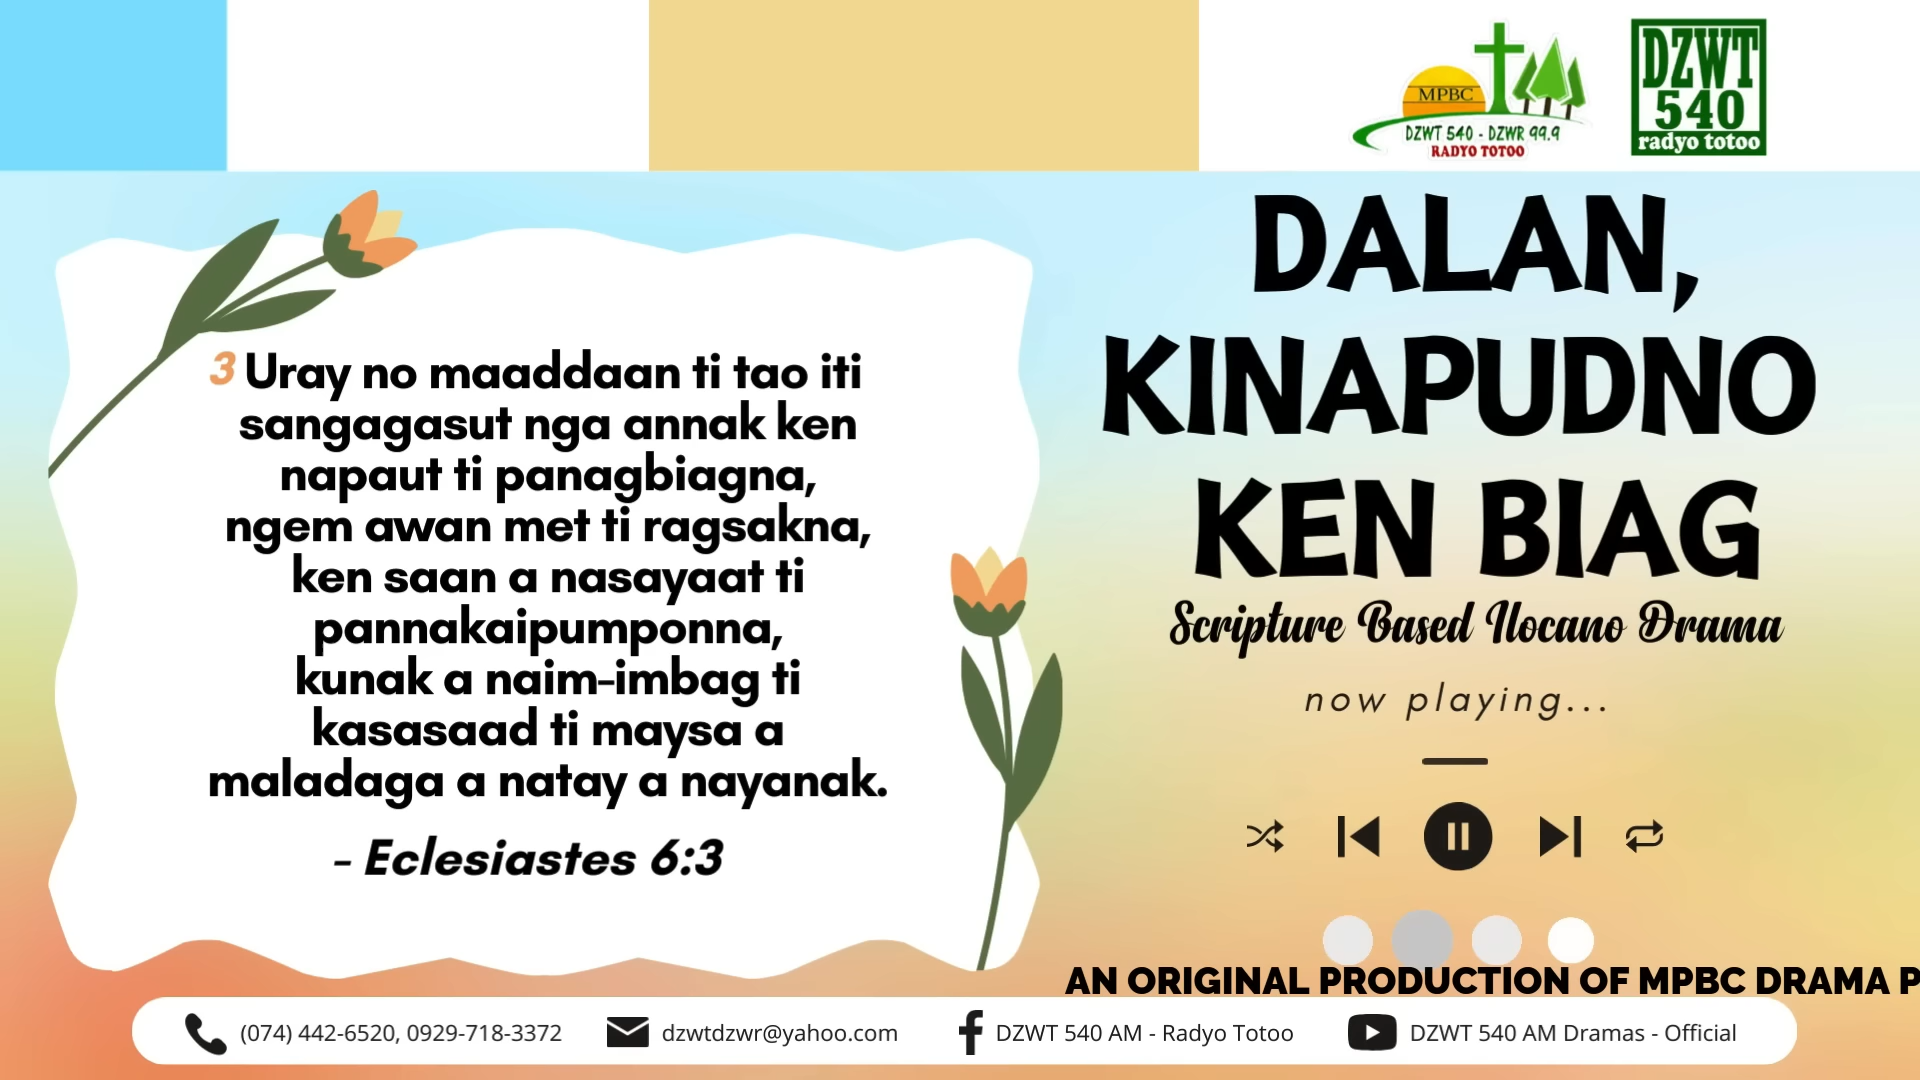 MPBC
DZWT 540 - DZWR 99.9
RADYO TOTOO
DZWT
540
radyo totoo
3 Uray no maaddaan ti tao iti
sangagasut nga annak ken
napaut ti panagbiagna,
ngem awan met ti ragsakna,
ken saan a nasayaat ti
pannakaipumponna,
kunak a naim-imbag ti
kasasaad ti maysa a
maladaga a natay a nayanak.
- Eclesiastes 6:3
DALAN,
KINAPUDNO
KEN BIAG
Scripture Based Ilocano Drama
now playing...
AN ORIGINAL PRODUCTION OF MPBC DRAMA P
(074) 442-6520, 0929-718-3372
dzwtdzwr@yahoo.com
DZWT 540 AM - Radyo Totoo
DZWT 540 AM Dramas - Official